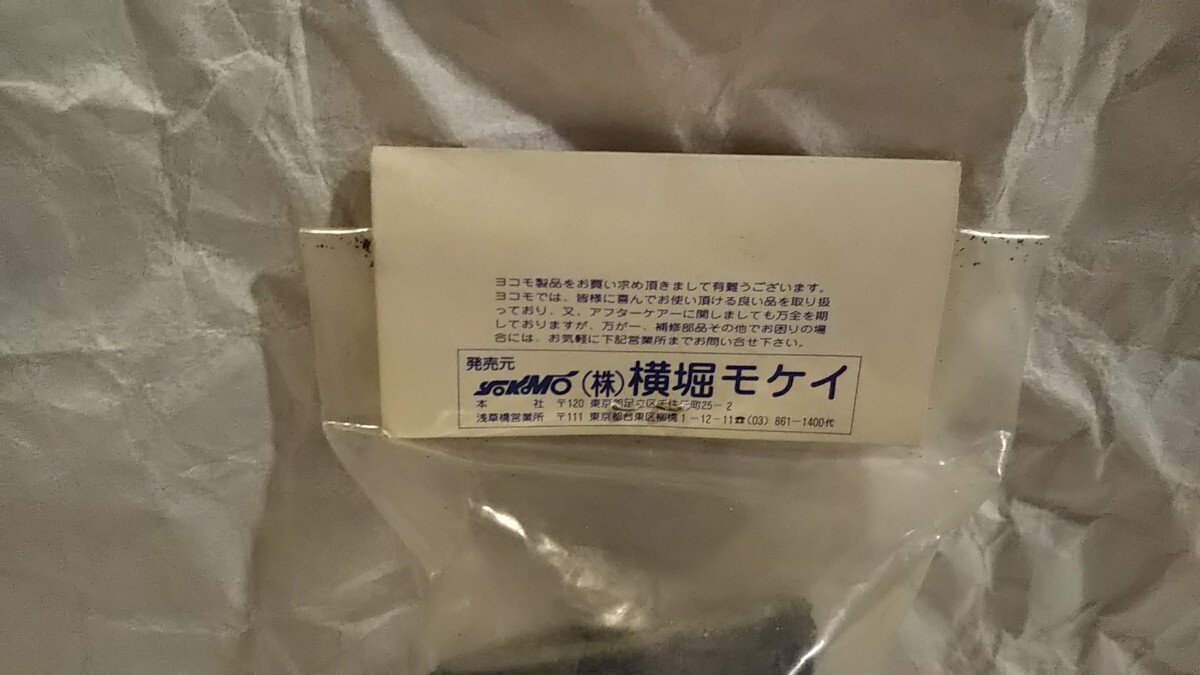 ヨコモ製品をお買い求め頂きまして有難うございます。
ヨコモでは、皆様に喜んでお使い頂ける良い品を取り扱
っており、又、アフターケアーに関しましても万全を期
しておりますが、万が一、補修部品その他でお困りの場
合には、お気軽に下記営業所までお問い合せ下さい。
発売元
YOKOMO (株)横堀モケイ
本社 〒120 東京都足立区千住元町25-2
浅草橋営業所 〒111 東京都台東区柳橋1-12-11☎(03)861-1400代